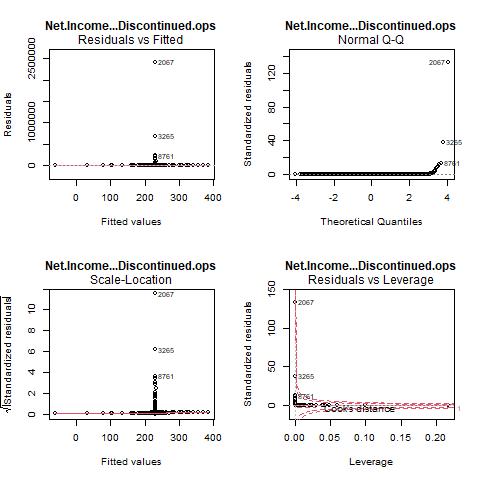 Net.Income...Discontinued.ops
Residuals vs Fitted
Residuals
0 1000000 2500000
2067
3265
8761
0 100 200 300 400
Fitted values
Net.Income...Discontinued.ops
Normal Q-Q
Standardized residuals
0 40 80 140
2067
3265
8761
-4 -2 0 2 4
Theoretical Quantiles
Net.Income...Discontinued.ops
Scale-Location
√|Standardized residuals|
0 2 4 6 8 10
2067
3265
8761
0 100 200 300 400
Fitted values
Net.Income...Discontinued.ops
Residuals vs Leverage
Standardized residuals
0 50 100 150
2067
3265
8761
Cook's distance
1
0.00 0.05 0.10 0.15 0.20
Leverage